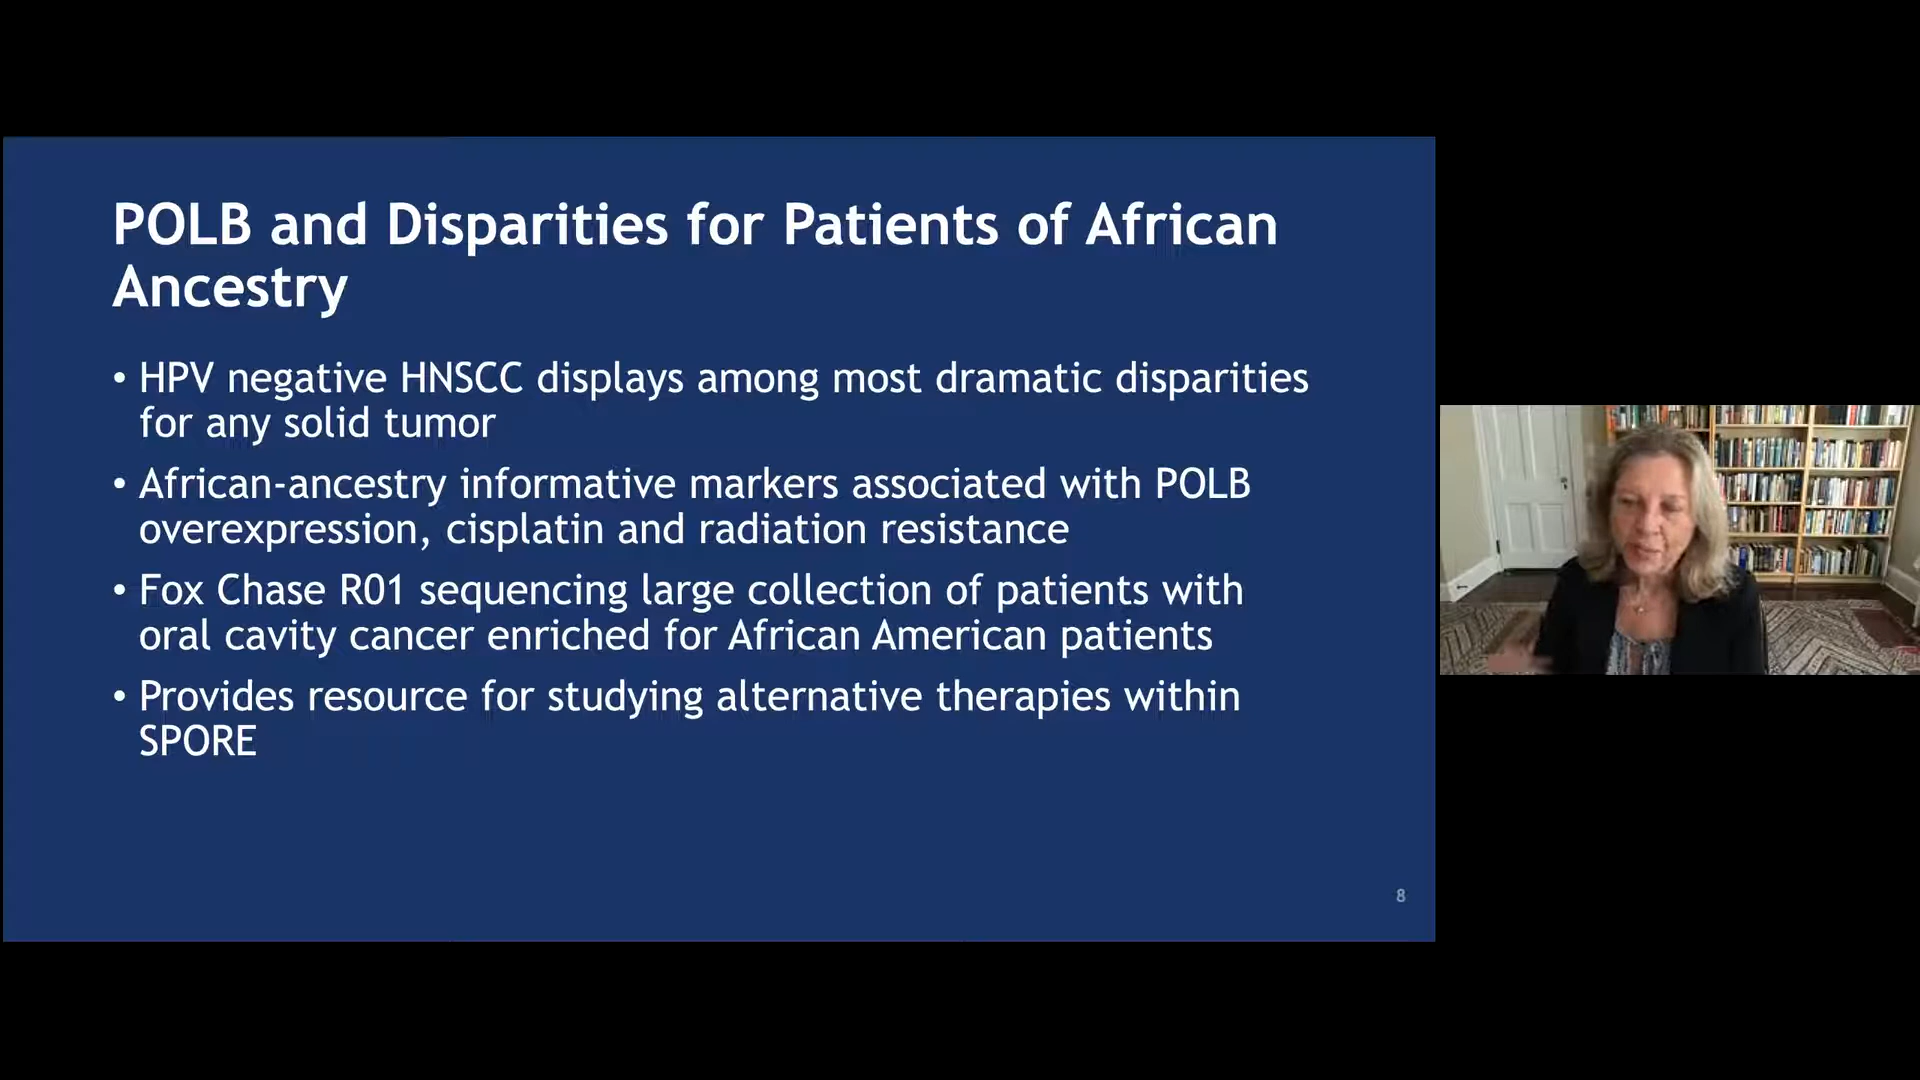 POLB and Disparities for Patients of African
Ancestry
• HPV negative HNSCC displays among most dramatic disparities
for any solid tumor
• African-ancestry informative markers associated with POLB
overexpression, cisplatin and radiation resistance
• Fox Chase R01 sequencing large collection of patients with
oral cavity cancer enriched for African American patients
• Provides resource for studying alternative therapies within
SPORE
8